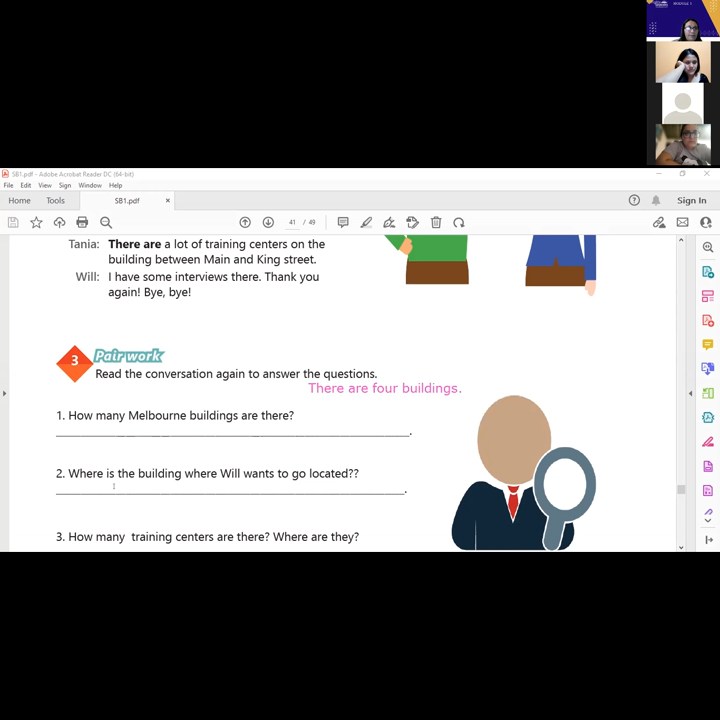 MODULE 1
SB1.pdf - Adobe Acrobat Reader DC (64-bit)
File Edit View Sign Window Help
Home Tools SB1.pdf × Sign In
41 / 49
Tania: There are a lot of training centers on the
building between Main and King street.
Will: I have some interviews there. Thank you
again! Bye, bye!
3 Pair work
Read the conversation again to answer the questions.
There are four buildings.
1. How many Melbourne buildings are there?
.
2. Where is the building where Will wants to go located??
.
3. How many training centers are there? Where are they?